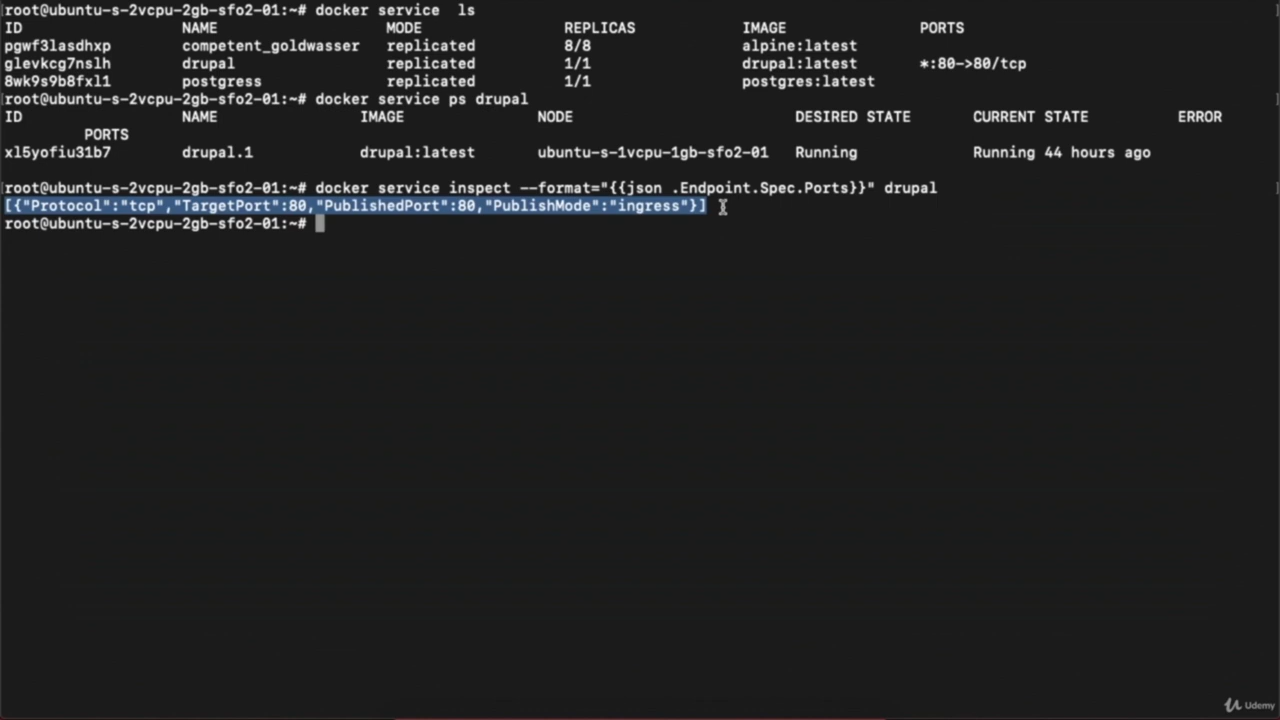 [root@ubuntu-s-2vcpu-2gb-sfo2-01:~# docker service  ls
ID                  NAME                MODE                REPLICAS            IMAGE               PORTS
pgwf3lasdhxp        competent_goldwasser   replicated          8/8                 alpine:latest
glevkcg7nslh        drupal                 replicated          1/1                 drupal:latest       *:80->80/tcp
8wk9s9b8fxl1        postgress              replicated          1/1                 postgres:latest
[root@ubuntu-s-2vcpu-2gb-sfo2-01:~# docker service ps drupal
ID                  NAME                IMAGE               NODE                         DESIRED STATE       CURRENT STATE       ERROR
         PORTS
xl5yofiu31b7        drupal.1            drupal:latest       ubuntu-s-1vcpu-1gb-sfo2-01   Running             Running 44 hours ago
[root@ubuntu-s-2vcpu-2gb-sfo2-01:~# docker service inspect --format="{{json .Endpoint.Spec.Ports}}" drupal
[{"Protocol":"tcp","TargetPort":80,"PublishedPort":80,"PublishMode":"ingress"}]
root@ubuntu-s-2vcpu-2gb-sfo2-01:~#
Udemy